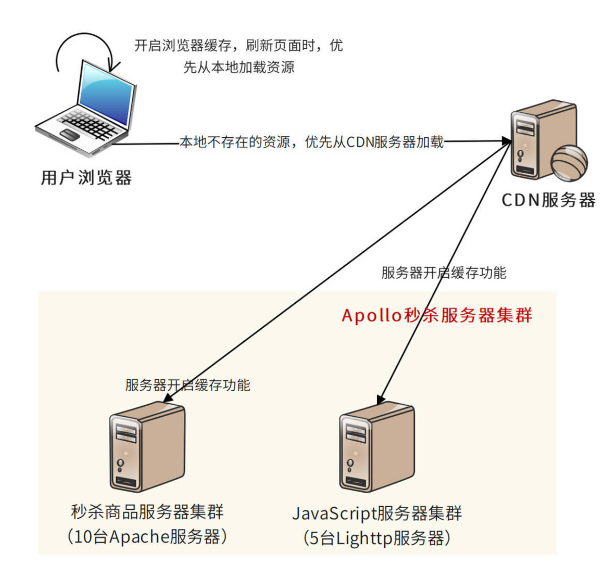 开启浏览器缓存，刷新页面时，优
先从本地加载资源
本地不存在的资源，优先从CDN服务器加载
用户浏览器
CDN服务器
服务器开启缓存功能
Apollo秒杀服务器集群
服务器开启缓存功能
秒杀商品服务器集群
（10台Apache服务器）
JavaScript服务器集群
（5台Lighttp服务器）